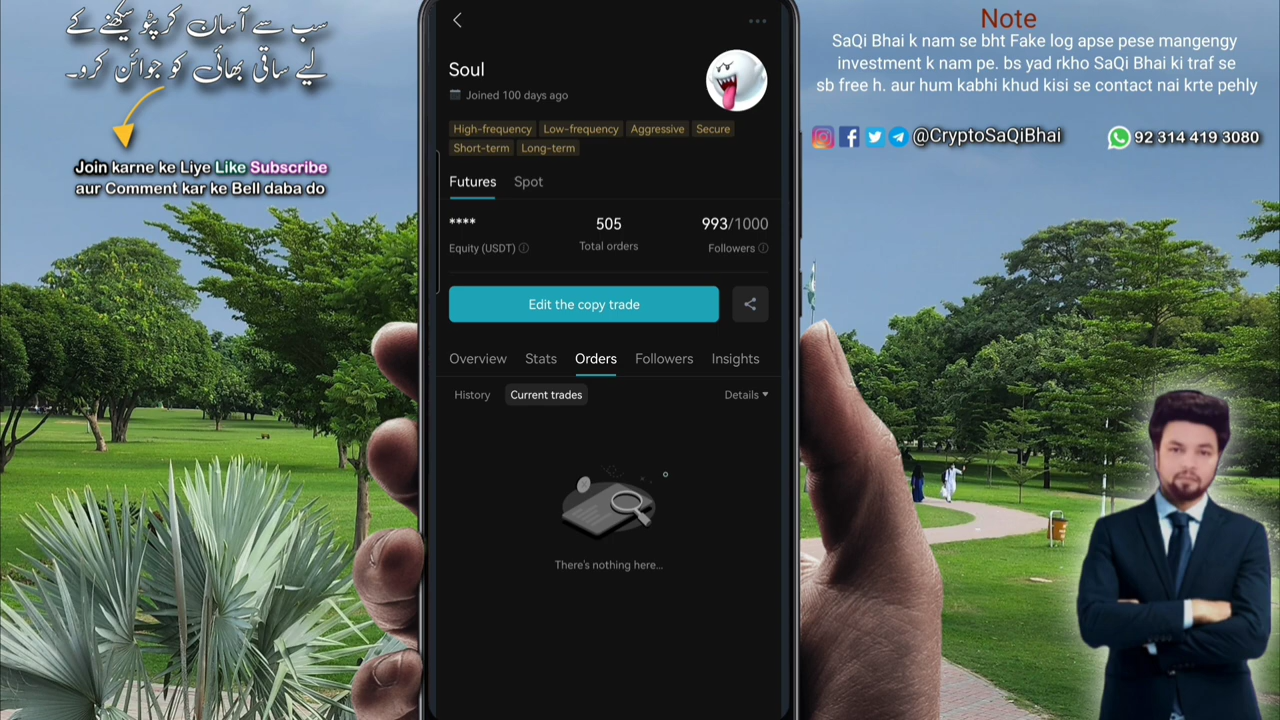 سب سے آسان کرپٹو سیکھنے کے
لیے ساقی بھائی کو جوائن کرو۔
Join karne ke Liye Like Subscribe
aur Comment kar ke Bell daba do
Soul
Joined 100 days ago
High-frequency Low-frequency Aggressive Secure
Short-term Long-term
Futures Spot
**** 505 993/1000
Equity (USDT) Total orders Followers
Edit the copy trade
Overview Stats Orders Followers Insights
History Current trades Details
There's nothing here...
Note
SaQi Bhai k nam se bht Fake log apse pese mangengy
investment k nam pe. bs yad rkho SaQi Bhai ki traf se
sb free h. aur hum kabhi khud kisi se contact nai krte pehly
@CryptoSaQiBhai 92 314 419 3080